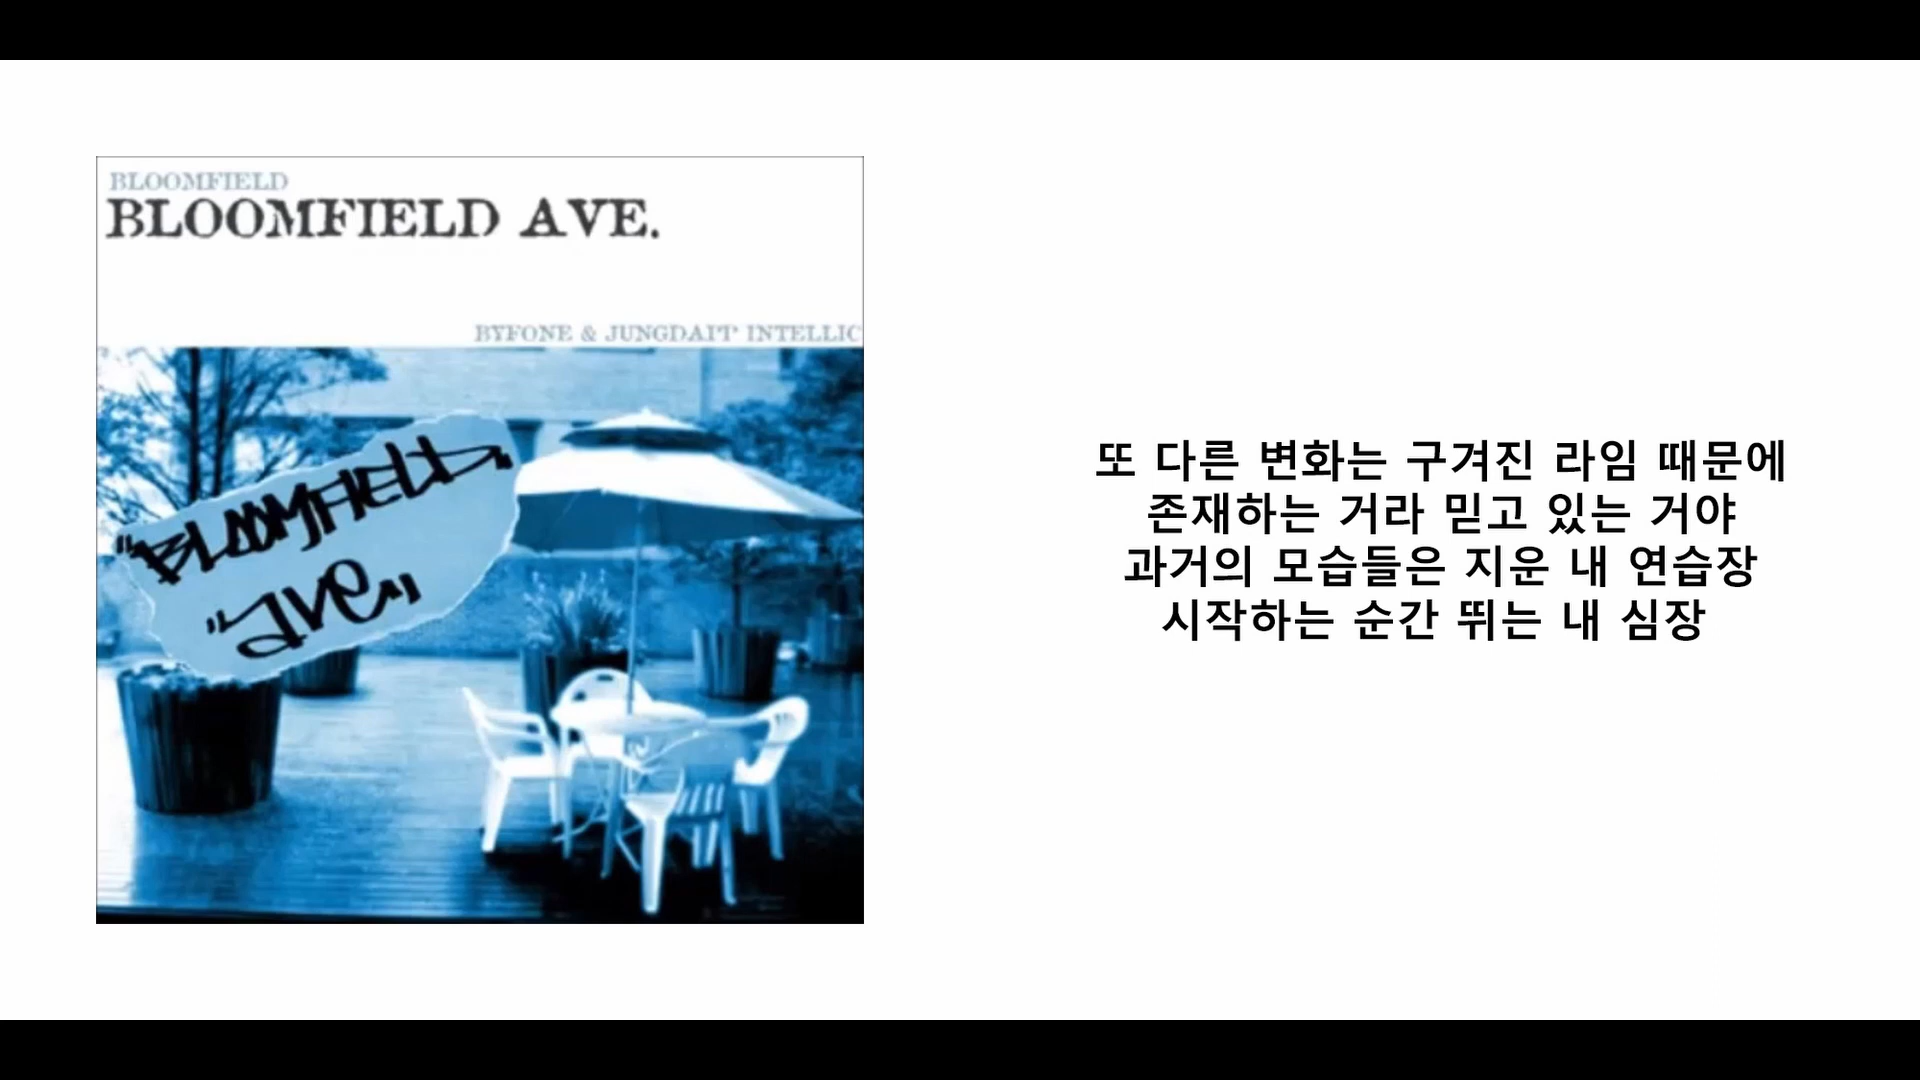 BLOOMFIELD
BLOOMFIELD AVE.
BYFONE & JUNGDAIT' INTELLIC
"BLOOMFIELD
"ave"
또 다른 변화는 구겨진 라임 때문에
존재하는 거라 믿고 있는 거야
과거의 모습들은 지운 내 연습장
시작하는 순간 뛰는 내 심장